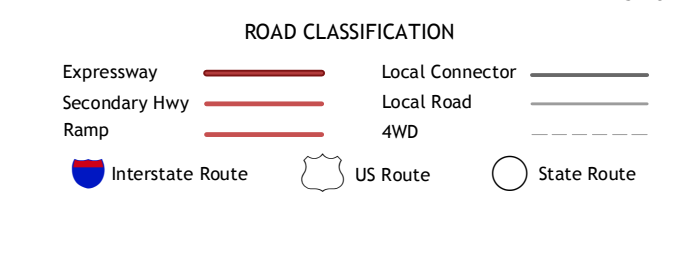 ROAD CLASSIFICATION
Expressway
Secondary Hwy
Ramp
Local Connector
Local Road
4WD
Interstate Route
US Route
State Route